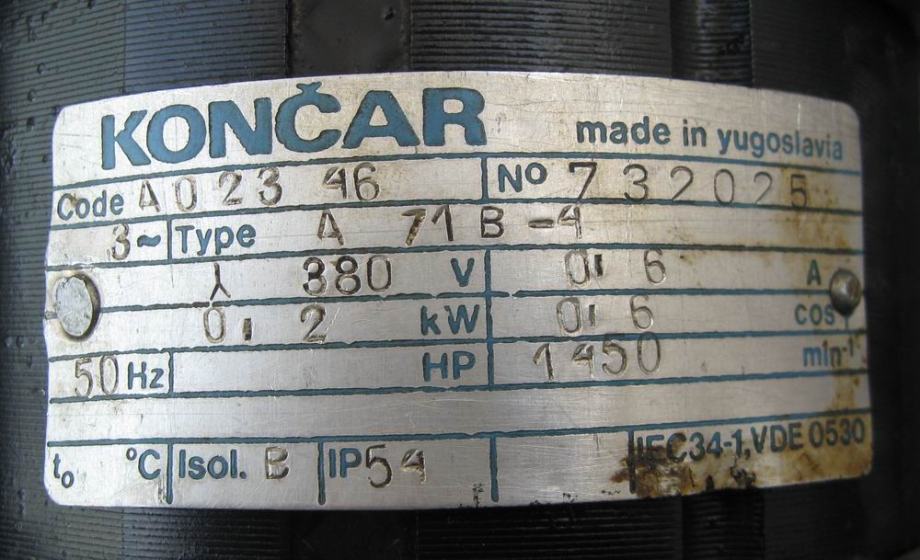 KONČAR made in yugoslavia
Code A023 46 No 732025
3~ Type A 71 B -4
λ 380 V 0,6 A
0,2 kW 0,6 cos
50 Hz HP 1450 min-1
to °C Isol. B IP54 IEC34-1,VDE 0530